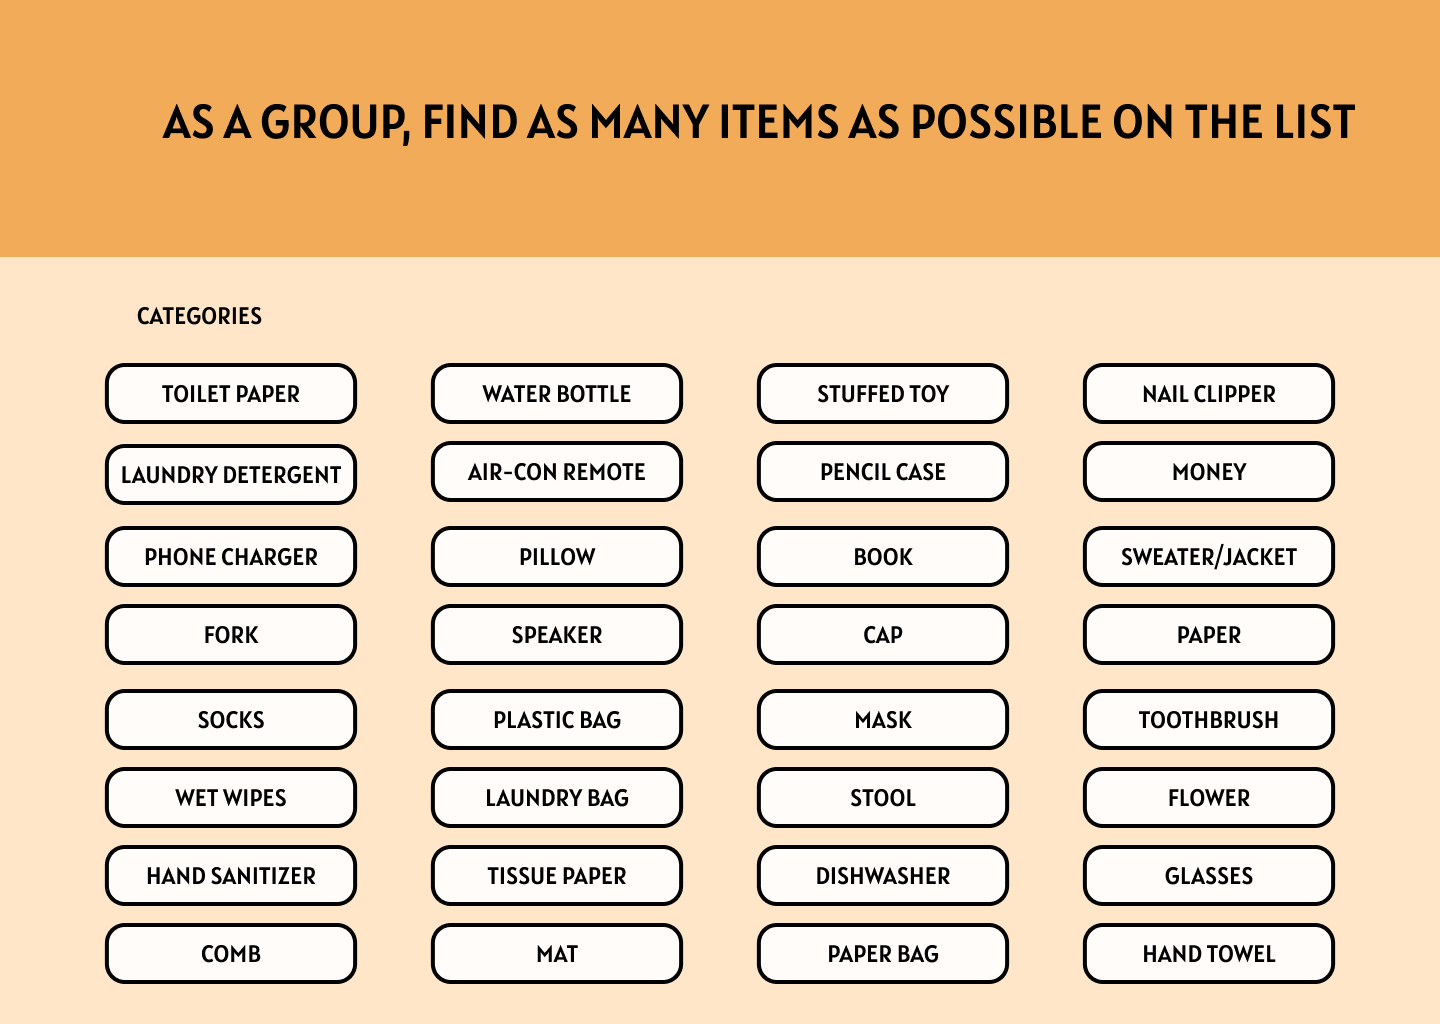 AS A GROUP, FIND AS MANY ITEMS AS POSSIBLE ON THE LIST
CATEGORIES
TOILET PAPER
WATER BOTTLE
STUFFED TOY
NAIL CLIPPER
LAUNDRY DETERGENT
AIR-CON REMOTE
PENCIL CASE
MONEY
PHONE CHARGER
PILLOW
BOOK
SWEATER/JACKET
FORK
SPEAKER
CAP
PAPER
SOCKS
PLASTIC BAG
MASK
TOOTHBRUSH
WET WIPES
LAUNDRY BAG
STOOL
FLOWER
HAND SANITIZER
TISSUE PAPER
DISHWASHER
GLASSES
COMB
MAT
PAPER BAG
HAND TOWEL